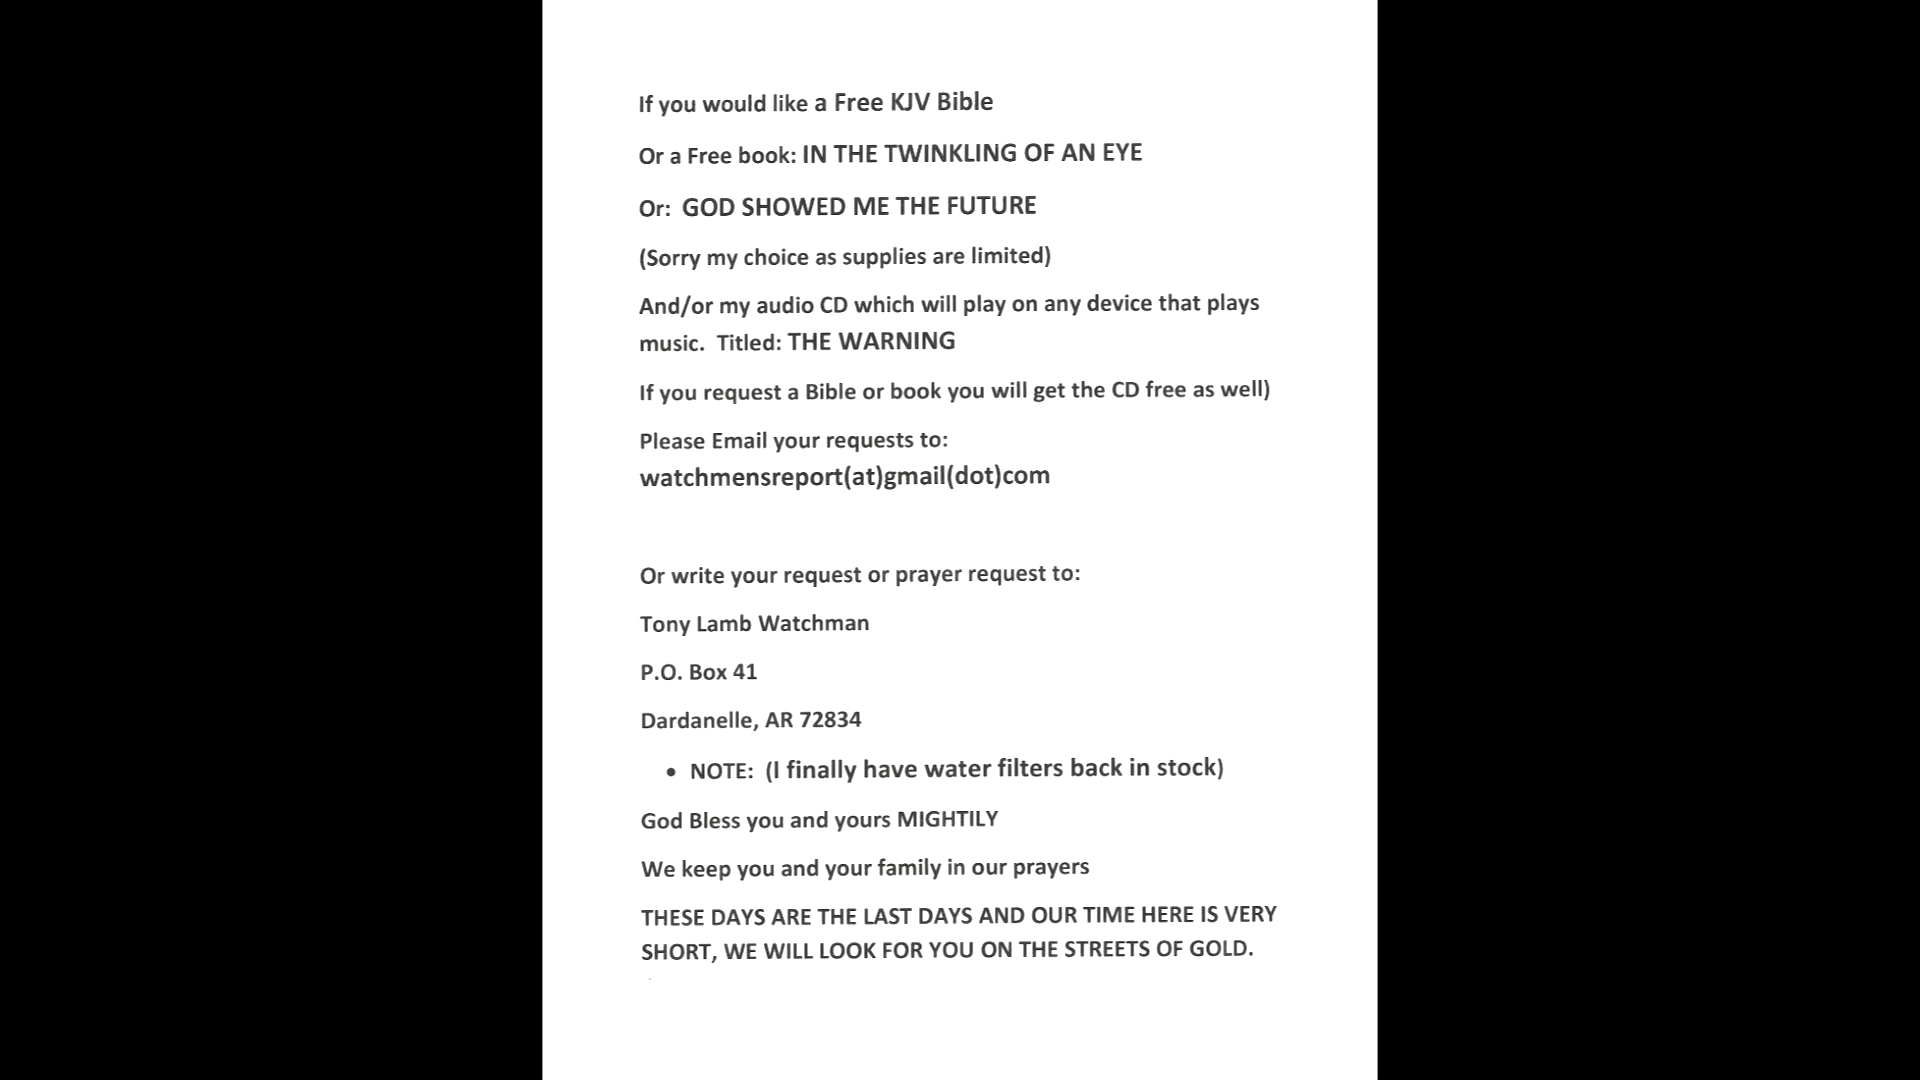 If you would like a Free KJV Bible
Or a Free book: IN THE TWINKLING OF AN EYE
Or:  GOD SHOWED ME THE FUTURE
(Sorry my choice as supplies are limited)
And/or my audio CD which will play on any device that plays
music.  Titled: THE WARNING
If you request a Bible or book you will get the CD free as well)
Please Email your requests to:
watchmensreport(at)gmail(dot)com
Or write your request or prayer request to:
Tony Lamb Watchman
P.O. Box 41
Dardanelle, AR 72834
• NOTE:  (I finally have water filters back in stock)
God Bless you and yours MIGHTILY
We keep you and your family in our prayers
THESE DAYS ARE THE LAST DAYS AND OUR TIME HERE IS VERY
SHORT, WE WILL LOOK FOR YOU ON THE STREETS OF GOLD.